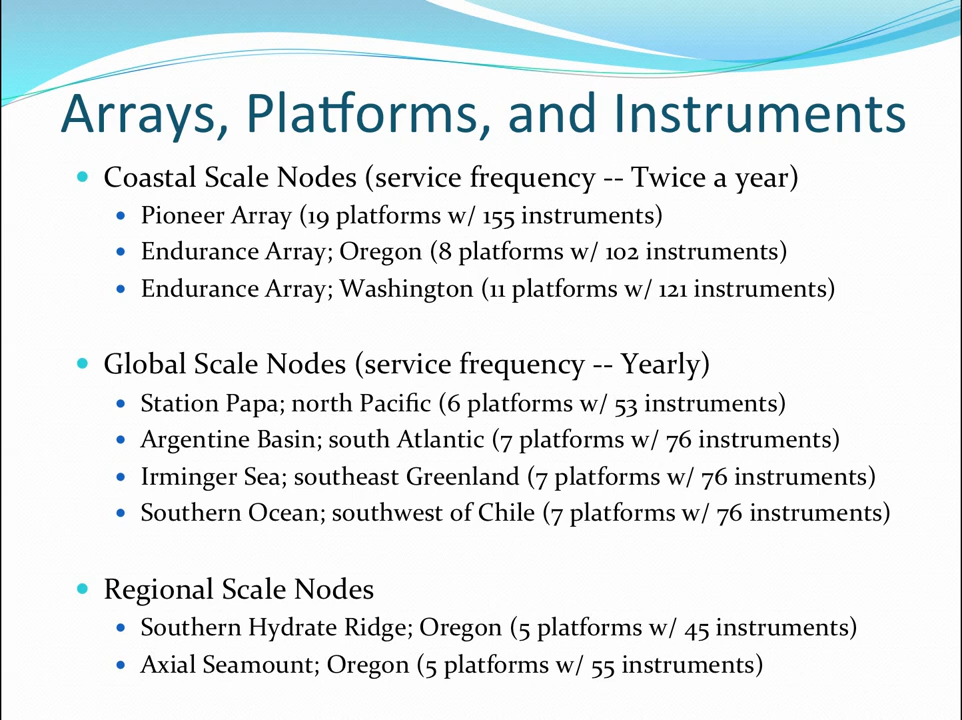 Arrays, Platforms, and Instruments
• Coastal Scale Nodes (service frequency -- Twice a year)
• Pioneer Array (19 platforms w/ 155 instruments)
• Endurance Array; Oregon (8 platforms w/ 102 instruments)
• Endurance Array; Washington (11 platforms w/ 121 instruments)
• Global Scale Nodes (service frequency -- Yearly)
• Station Papa; north Pacific (6 platforms w/ 53 instruments)
• Argentine Basin; south Atlantic (7 platforms w/ 76 instruments)
• Irminger Sea; southeast Greenland (7 platforms w/ 76 instruments)
• Southern Ocean; southwest of Chile (7 platforms w/ 76 instruments)
• Regional Scale Nodes
• Southern Hydrate Ridge; Oregon (5 platforms w/ 45 instruments)
• Axial Seamount; Oregon (5 platforms w/ 55 instruments)